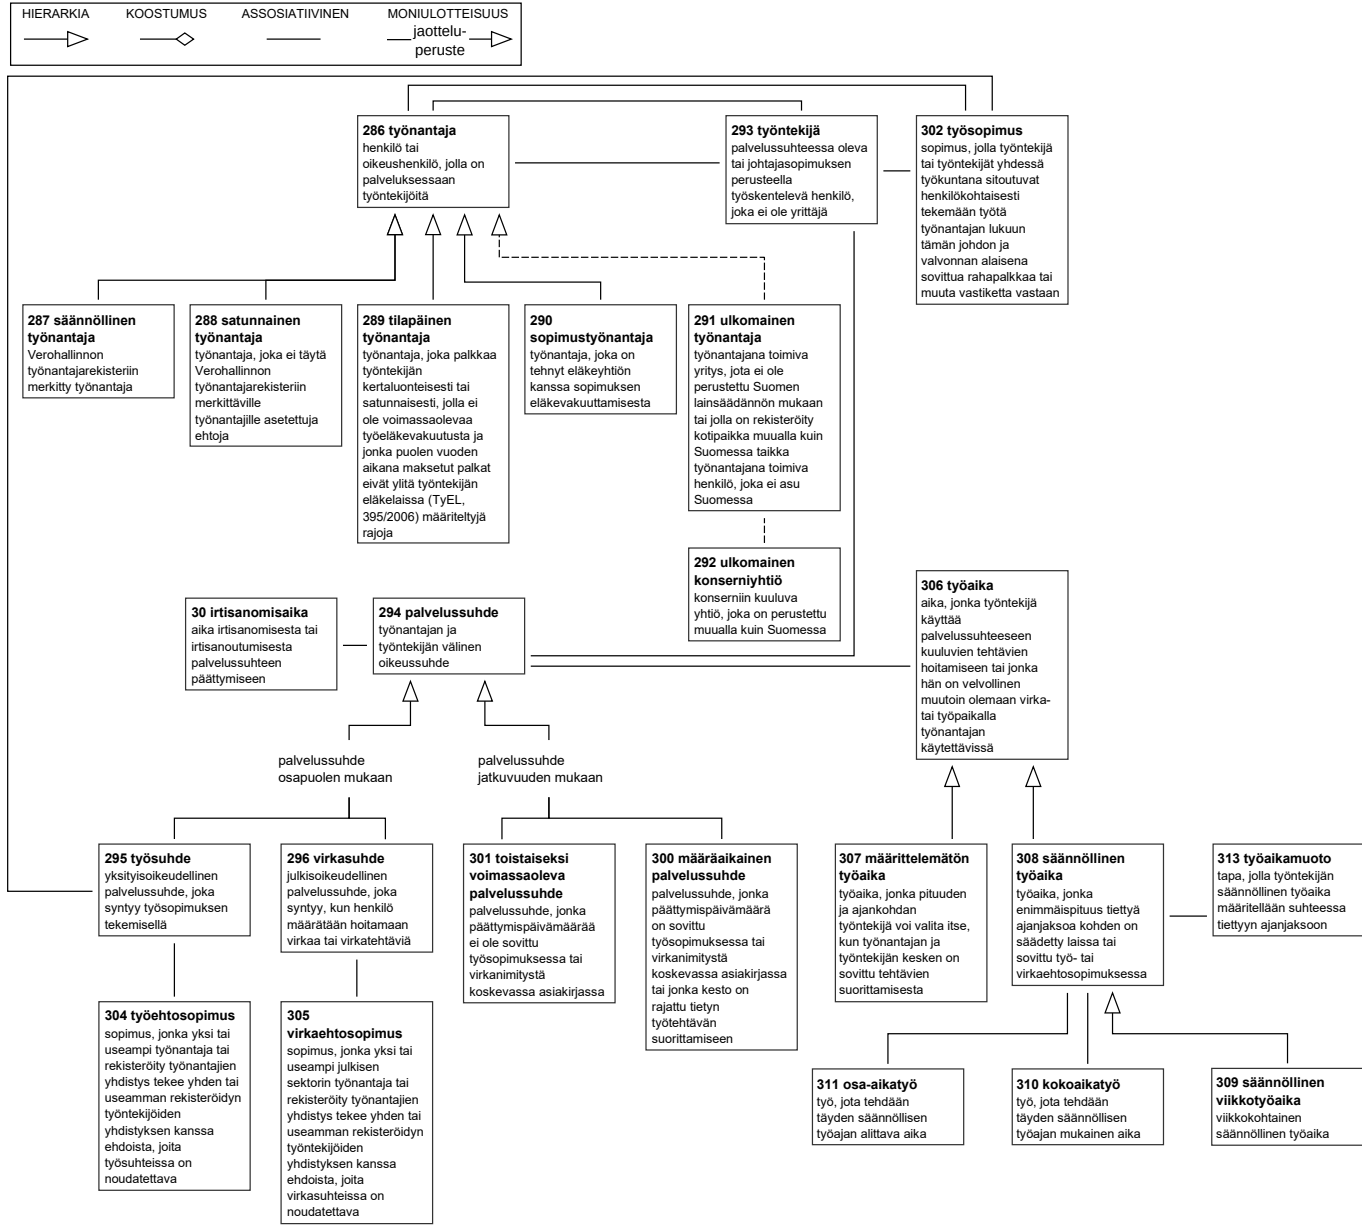 HIERARKIA
KOOSTUMUS
ASSOSIATIIVINEN
MONIULOTTEISUUS
jaottelu-
peruste
286 työnantaja
henkilö tai
oikeushenkilö, jolla on
palveluksessaan
työntekijöitä
293 työntekijä
palvelussuhteessa oleva
tai johtajasopimuksen
perusteella
työskentelevä henkilö,
joka ei ole yrittäjä
302 työsopimus
sopimus, jolla työntekijä
tai työntekijät yhdessä
työkuntana sitoutuvat
henkilökohtaisesti
tekemään työtä
työnantajan lukuun
tämän johdon ja
valvonnan alaisena
sovittua rahapalkkaa tai
muuta vastiketta vastaan
287 säännöllinen
työnantaja
Verohallinnon
työnantajarekisteriin
merkitty työnantaja
288 satunnainen
työnantaja
työnantaja, joka ei täytä
Verohallinnon
työnantajarekisteriin
merkittäville
työnantajille asetettuja
ehtoja
289 tilapäinen
työnantaja
työnantaja, joka palkkaa
työntekijän
kertaluonteisesti tai
satunnaisesti, jolla ei
ole voimassaolevaa
työeläkevakuutusta ja
jonka puolen vuoden
aikana maksetut palkat
eivät ylitä työntekijän
eläkelaissa (TyEL,
395/2006) määriteltyjä
rajoja
290
sopimustyönantaja
työnantaja, joka on
tehnyt eläkeyhtiön
kanssa sopimuksen
eläkevakuuttamisesta
291 ulkomainen
työnantaja
työnantajana toimiva
yritys, jota ei ole
perustettu Suomen
lainsäädännön mukaan
tai jolla on rekisteröity
kotipaikka muualla kuin
Suomessa taikka
työnantajana toimiva
henkilö, joka ei asu
Suomessa
292 ulkomainen
konserniyhtiö
konserniin kuuluva
yhtiö, joka on perustettu
muualla kuin Suomessa
30 irtisanomisaika
aika irtisanomisesta tai
irtisanoutumisesta
palvelussuhteen
päättymiseen
294 palvelussuhde
työnantajan ja
työntekijän välinen
oikeussuhde
306 työaika
aika, jonka työntekijä
käyttää
palvelussuhteeseen
kuuluvien tehtävien
hoitamiseen tai jonka
hän on velvollinen
muutoin olemaan virka-
tai työpaikalla
työnantajan
käytettävissä
palvelussuhde
osapuolen mukaan
palvelussuhde
jatkuvuuden mukaan
295 työsuhde
yksityisoikeudellinen
palvelussuhde, joka
syntyy työsopimuksen
tekemisellä
296 virkasuhde
julkisoikeudellinen
palvelussuhde, joka
syntyy, kun henkilö
määrätään hoitamaan
virkaa tai virkatehtäviä
301 toistaiseksi
voimassaoleva
palvelussuhde
palvelussuhde, jonka
päättymispäivämäärää
ei ole sovittu
työsopimuksessa tai
virkanimitystä
koskevassa asiakirjassa
300 määräaikainen
palvelussuhde
palvelussuhde, jonka
päättymispäivämäärä
on sovittu
työsopimuksessa tai
virkanimitystä
koskevassa asiakirjassa
tai jonka kesto on
rajattu tietyn
työtehtävän
suorittamiseen
307 määrittelemätön
työaika
työaika, jonka pituuden
ja ajankohdan
työntekijä voi valita itse,
kun työnantajan ja
työntekijän kesken on
sovittu tehtävien
suorittamisesta
308 säännöllinen
työaika
työaika, jonka
enimmäispituus tiettyä
ajanjaksoa kohden on
säädetty laissa tai
sovittu työ- tai
virkaehtosopimuksessa
313 työaikamuoto
tapa, jolla työntekijän
säännöllinen työaika
määritellään suhteessa
tiettyyn ajanjaksoon
304 työehtosopimus
sopimus, jonka yksi tai
useampi työnantaja tai
rekisteröity työnantajien
yhdistys tekee yhden tai
useamman rekisteröidyn
työntekijöiden
yhdistyksen kanssa
ehdoista, joita
työsuhteissa on
noudatettava
305
virkaehtosopimus
sopimus, jonka yksi tai
useampi julkisen
sektorin työnantaja tai
rekisteröity työnantajien
yhdistys tekee yhden tai
useamman rekisteröidyn
työntekijöiden
yhdistyksen kanssa
ehdoista, joita
virkasuhteissa on
noudatettava
311 osa-aikatyö
työ, jota tehdään
täyden säännöllisen
työajan alittava aika
310 kokoaikatyö
työ, jota tehdään
täyden säännöllisen
työajan mukainen aika
309 säännöllinen
viikkotyöaika
viikkokohtainen
säännöllinen työaika